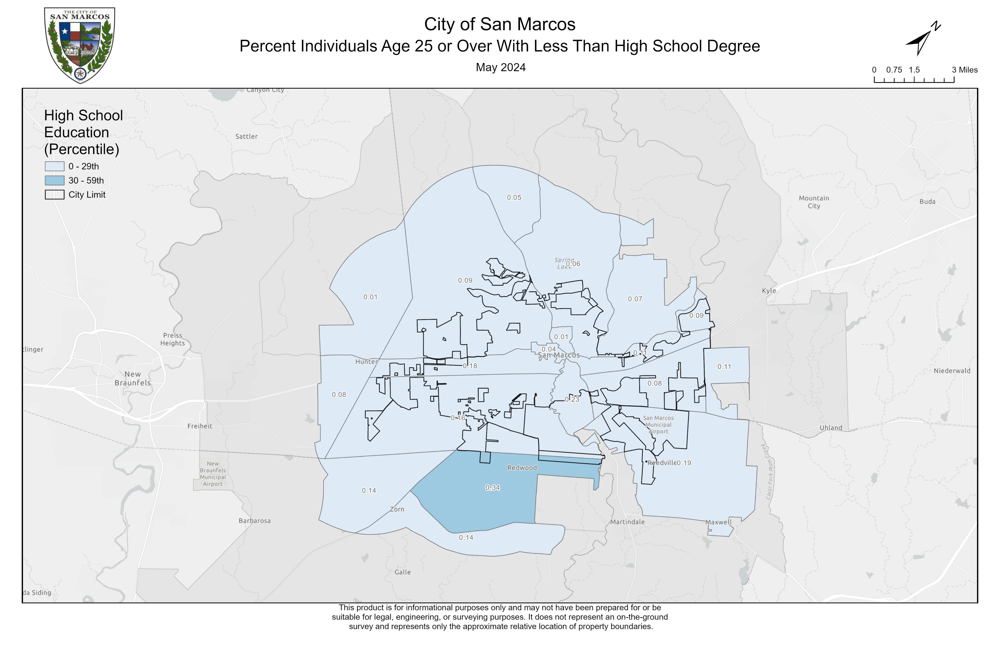 THE CITY OF
SAN MARCOS
City of San Marcos
Percent Individuals Age 25 or Over With Less Than High School Degree
May 2024
N
0 0.75 1.5 3 Miles
High School
Education
(Percentile)
0 - 29th
30 - 59th
City Limit
Canyon City
Sattler
Mountain
City
Buda
0.05
Spring
Lake
0.06
0.09
0.01
0.07
Kyle
0.09
Preiss
Heights
clinger
0.01
0.04
San Marcos
0.11
Hunter
0.18
0.11
Niederwald
New
Braunfels
0.08
0.08
0.23
0.16
San Marcos
Municipal
Airport
Freiheit
Uhland
Clear Fork Plum Creek
New
Braunfels
Municipal
Airport
Redwood
Reedville
0.19
0.14
0.34
Zorn
Barbarosa
Martindale
Maxwell
0.14
Galle
da Siding
This product is for informational purposes only and may not have been prepared for or be
suitable for legal, engineering, or surveying purposes. It does not represent an on-the-ground
survey and represents only the approximate relative location of property boundaries.